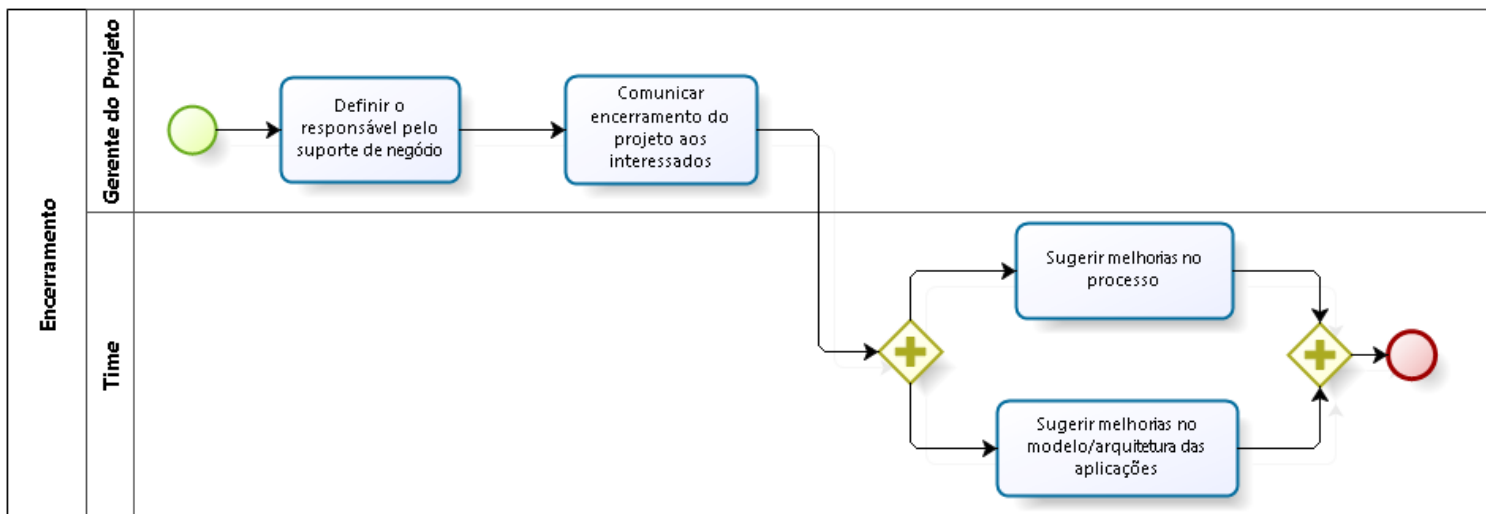 Encerramento
Gerente do Projeto
Definir o
responsável pelo
suporte de negócio
Comunicar
encerramento do
projeto aos
interessados
Time
Sugerir melhorias no
processo
Sugerir melhorias no
modelo/arquitetura das
aplicações